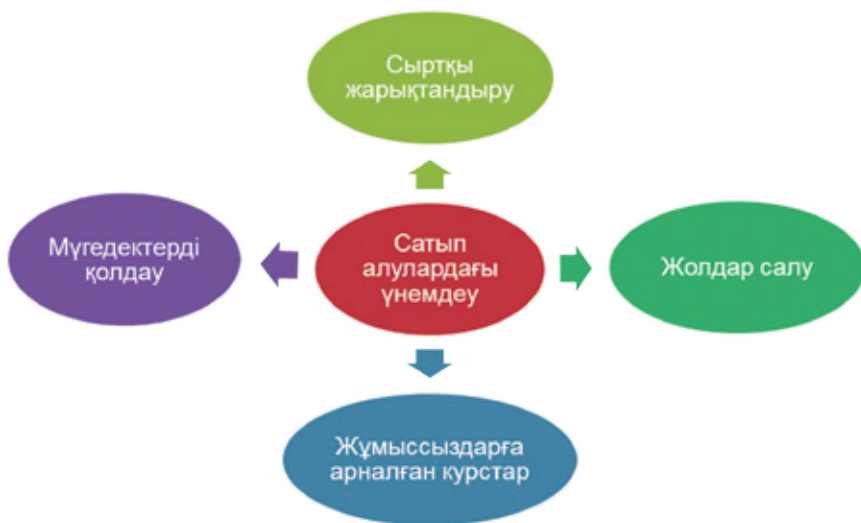 Сыртқы
жарықтандыру
Мүгедектерді
қолдау
Сатып
алулардағы
үнемдеу
Жолдар салу
Жұмыссыздарға
арналған курстар